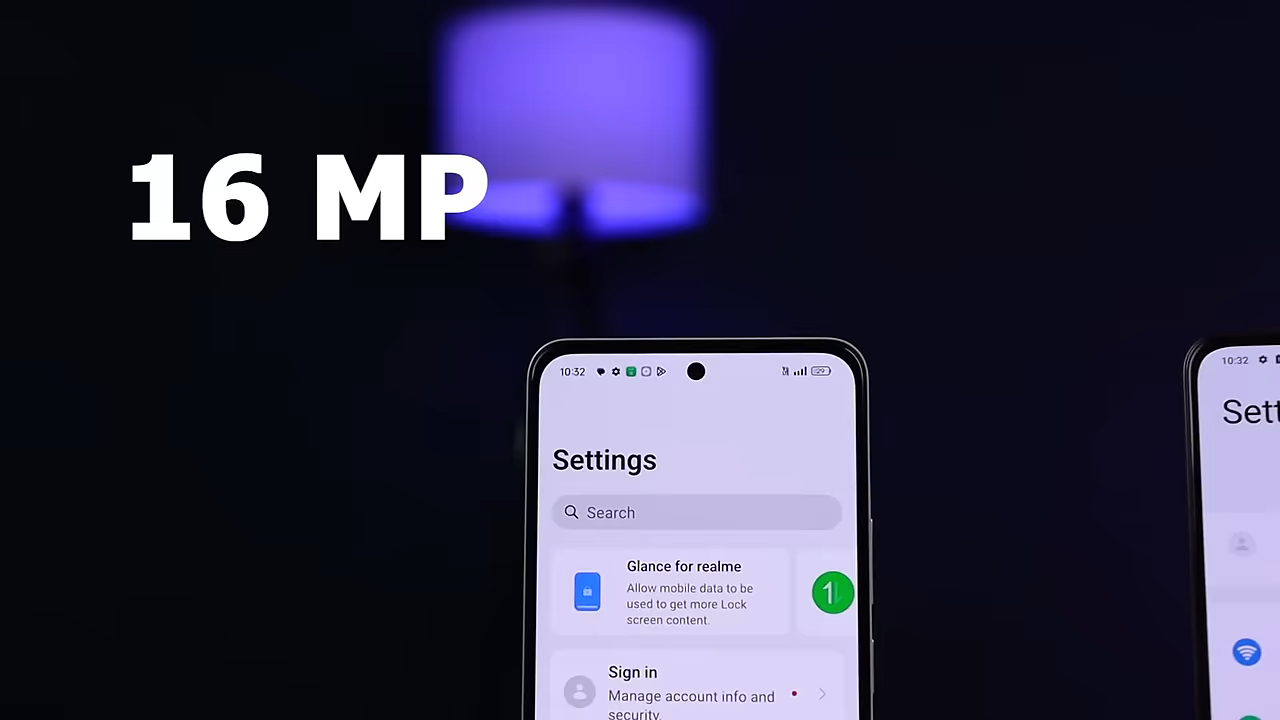 16 MP
10:32
Settings
Search
Glance for realme
Allow mobile data to be
used to get more Lock
screen content.
Sign in
Manage account info and
security.
10:32
Sett